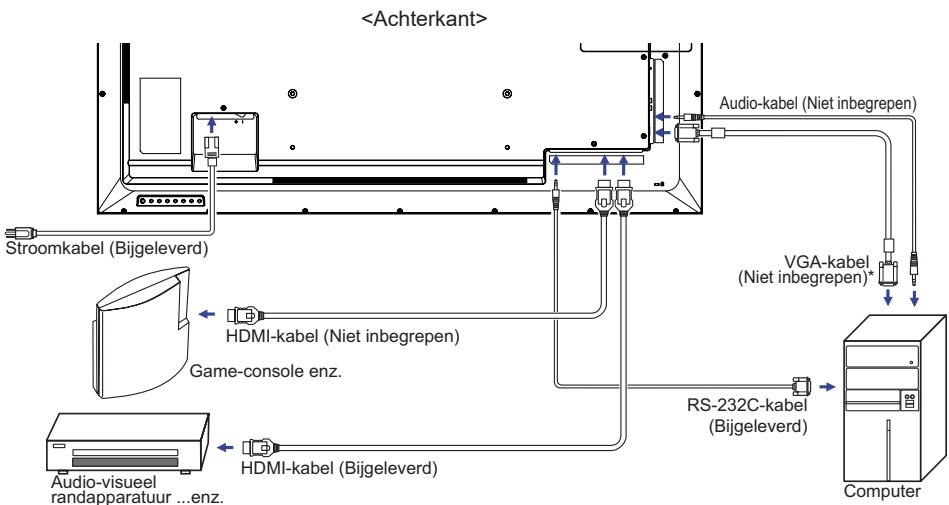 <Achterkant>
Audio-kabel (Niet inbegrepen)
Stroomkabel (Bijgeleverd)
VGA-kabel
(Niet inbegrepen)*
HDMI-kabel (Niet inbegrepen)
Game-console enz.
RS-232C-kabel
(Bijgeleverd)
HDMI-kabel (Bijgeleverd)
Audio-visueel
randapparatuur ...enz.
Computer